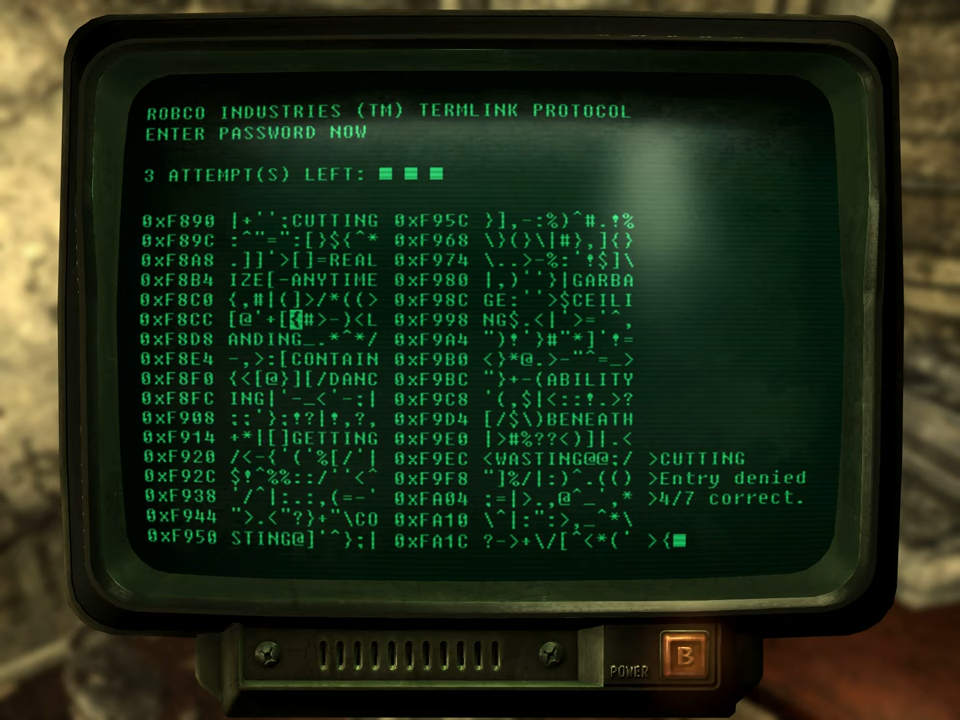 ROBCO INDUSTRIES (TM) TERMLINK PROTOCOL
ENTER PASSWORD NOW
3 ATTEMPT(S) LEFT: ■ ■ ■
0xF890 |+'';CUTTING 0xF95C }],-:%)^#.!%
0xF89C :^"=":[}${^* 0xF968 \}(}\|#},]{}
0xF8A8 .]]'>[]=REAL 0xF974 \..>-%:'!$]\
0xF8B4 IZE[-ANYTIME 0xF980 |,)''}|GARBA
0xF8C0 {,#|(]>/*((> 0xF98C GE:''>$CEILI
0xF8CC [@'+[{#>-)<L 0xF998 NG$.<|'>='^,
0xF8D8 ANDING_.*^*/ 0xF9A4 ")!'}#"*]'!=
0xF8E4 -,>:[CONTAIN 0xF9B0 <}*@.>-"^=_>
0xF8F0 {<[@}][/DANC 0xF9BC "}+-(ABILITY
0xF8FC ING|'-_<'-;| 0xF9C8 '(,$|<::!.>?
0xF908 ;:'};!?|!,?, 0xF9D4 [/$\)BENEATH
0xF914 +*|[]GETTING 0xF9E0 |>#%??<)]|.<
0xF920 /<-{'('%[/'| 0xF9EC <WASTING@@;/ >CUTTING
0xF92C $!^%%::/''<^ 0xF9F8 "]%/|:)^.(() >Entry denied
0xF938 '/^|:.:,(=-' 0xFA04 ;=|>.,@^_',* >4/7 correct.
0xF944 ">.<"?}+"\CO 0xFA10 \^|:":>,_^*\
0xF950 STING@]'^};| 0xFA1C ?->+\/[^<*(' >{■
POWER
B